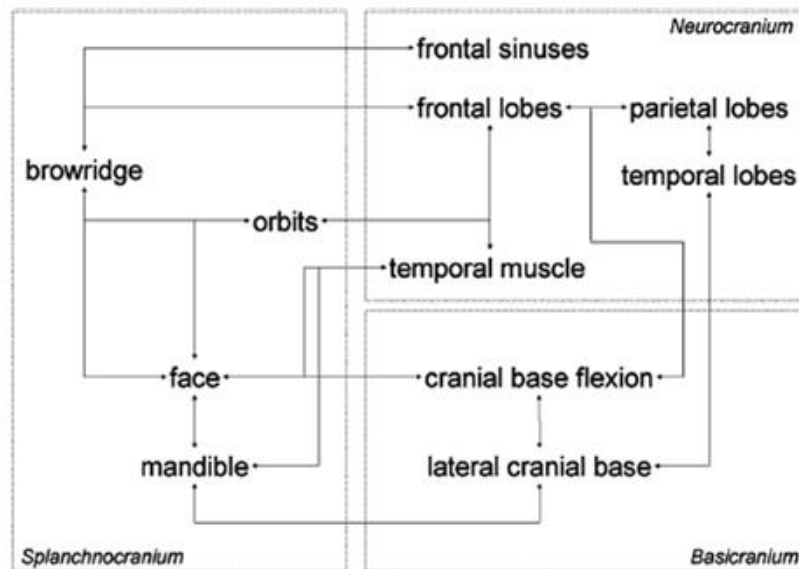 Neurocranium
frontal sinuses
frontal lobes
parietal lobes
browridge
temporal lobes
orbits
temporal muscle
face
cranial base flexion
mandible
lateral cranial base
Splanchnocranium
Basicranium